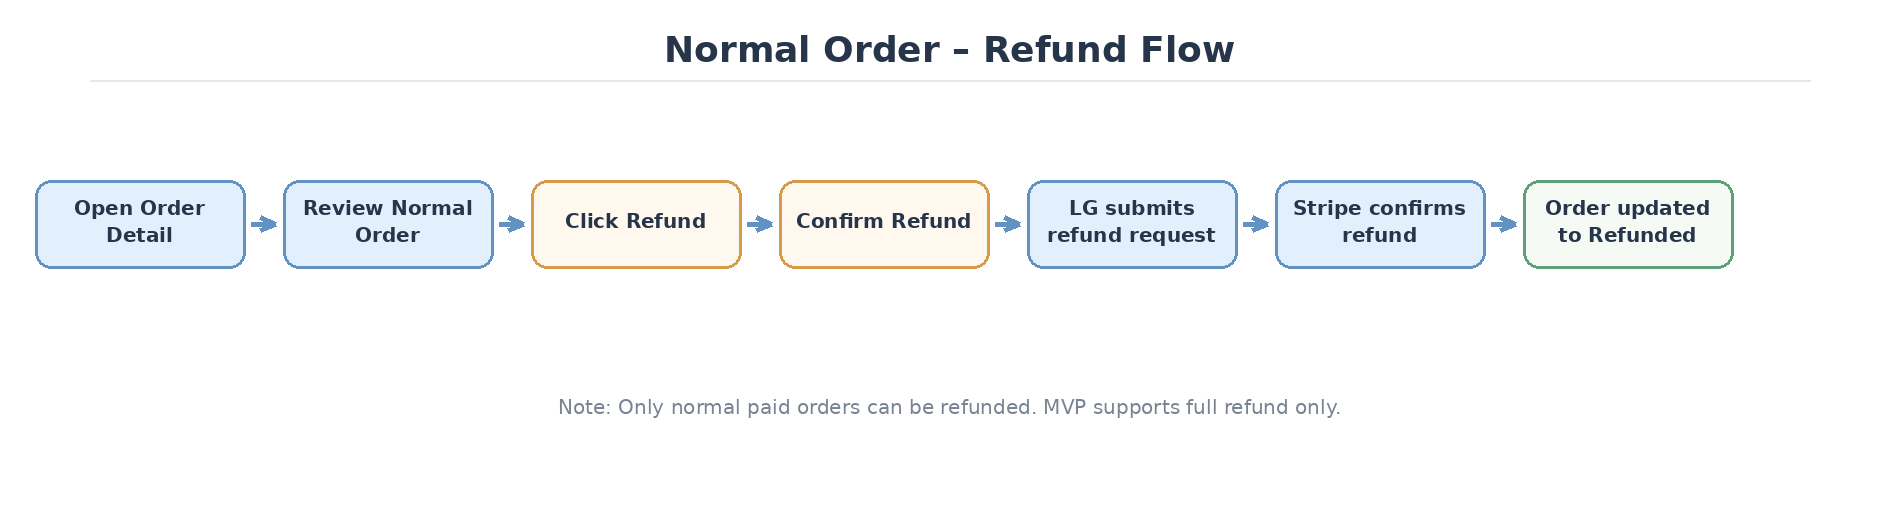 Normal Order – Refund Flow
Open Order
Detail
Review Normal
Order
Click Refund
Confirm Refund
LG submits
refund request
Stripe confirms
refund
Order updated
to Refunded
Note: Only normal paid orders can be refunded. MVP supports full refund only.